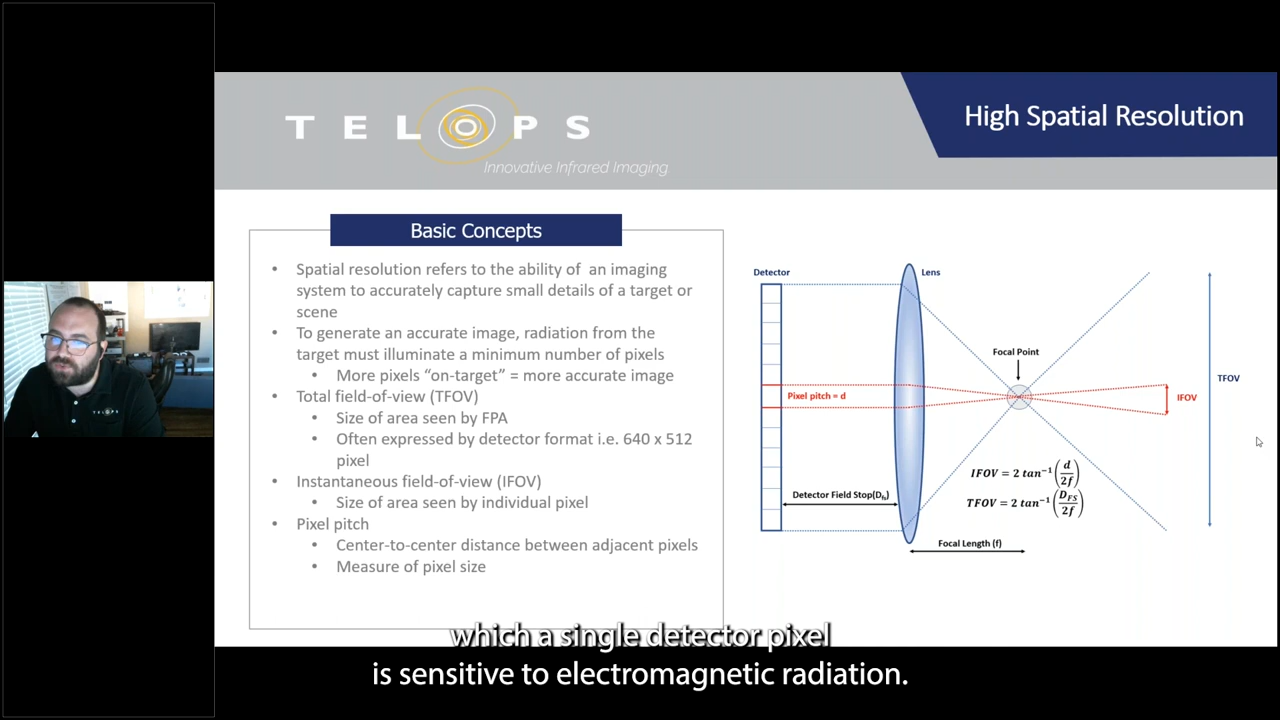 TELOPS
Innovative Infrared Imaging.
High Spatial Resolution
Basic Concepts
• Spatial resolution refers to the ability of an imaging
system to accurately capture small details of a target or
scene
• To generate an accurate image, radiation from the
target must illuminate a minimum number of pixels
• More pixels “on-target” = more accurate image
• Total field-of-view (TFOV)
• Size of area seen by FPA
• Often expressed by detector format i.e. 640 x 512
pixel
• Instantaneous field-of-view (IFOV)
• Size of area seen by individual pixel
• Pixel pitch
• Center-to-center distance between adjacent pixels
• Measure of pixel size
Detector
Lens
Focal Point
TFOV
Pixel pitch = d
IFOV
IFOV = 2 tan⁻¹(d/2f)
Detector Field Stop(Dfs)
TFOV = 2 tan⁻¹(D_FS/2f)
Focal Length (f)
TELOPS
which a single detector pixel
is sensitive to electromagnetic radiation.